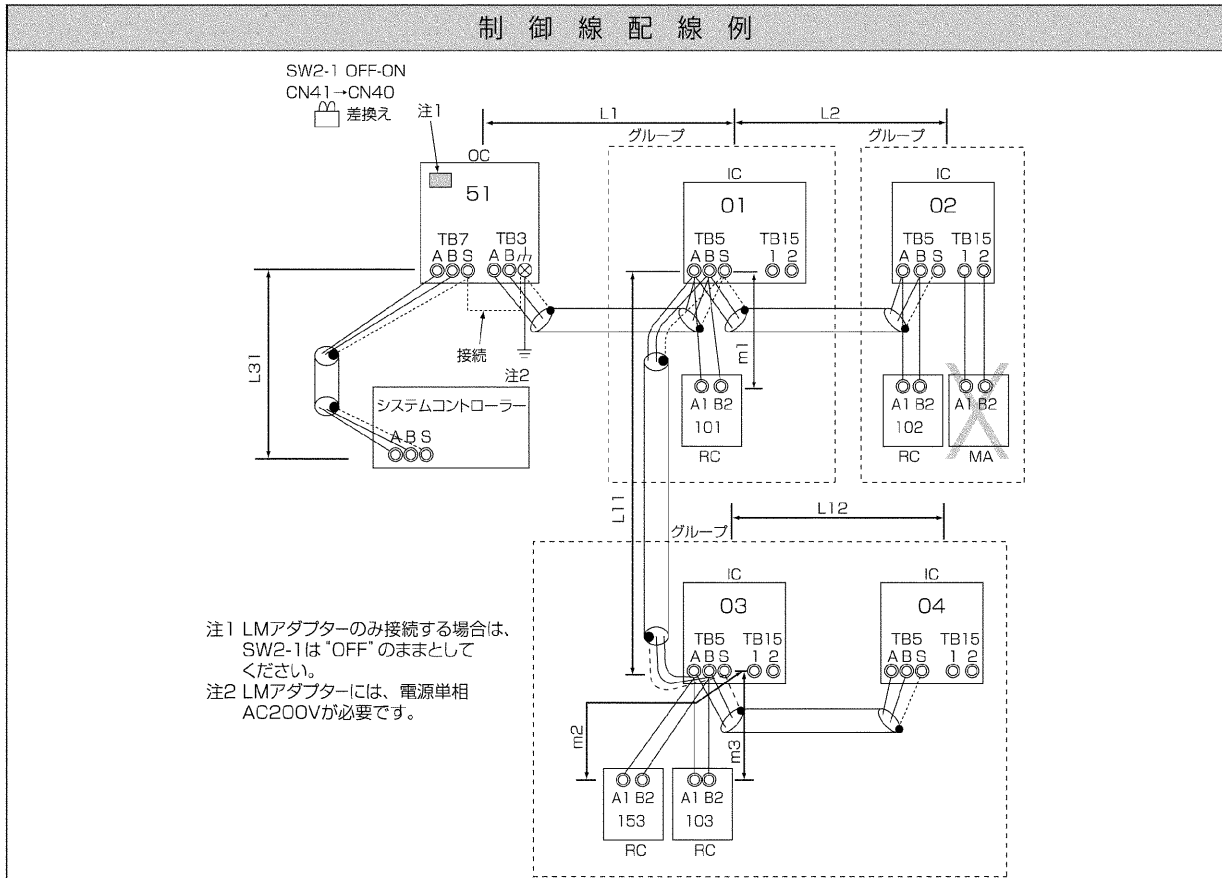 制御線配線例
SW2-1 OFF-ON
CN41→CN40
差換え
注1
L1
L2
グループ
グループ
OC
51
TB7 TB3
A B S A B
IC
01
TB5 TB15
A B S 1 2
IC
02
TB5 TB15
A B S 1 2
L31
接続
注2
システムコントローラー
A B S
m1
A1 B2
101
RC
A1 B2
102
RC
A1 B2
MA
L11
L12
グループ
IC
03
TB5 TB15
A B S 1 2
IC
04
TB5 TB15
A B S 1 2
注1 LMアダプターのみ接続する場合は、
SW2-1は"OFF"のままとして
ください。
注2 LMアダプターには、電源単相
AC200Vが必要です。
m2
m3
A1 B2
153
RC
A1 B2
103
RC